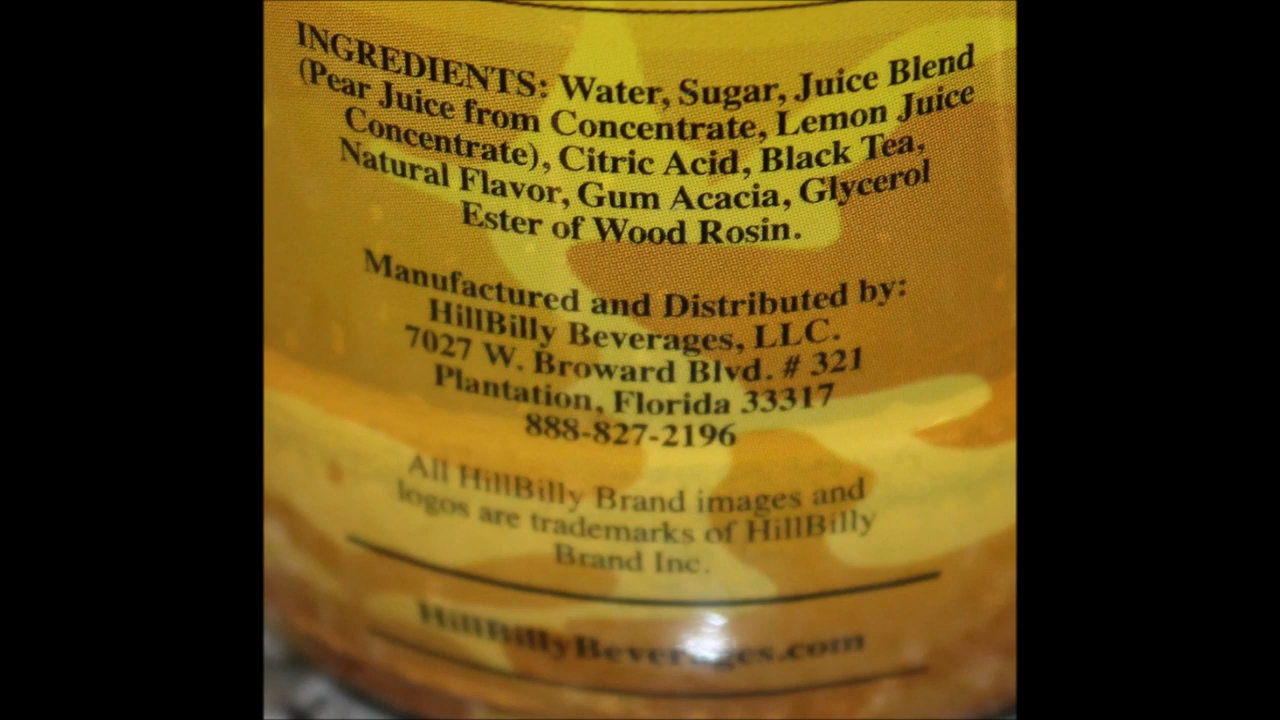 INGREDIENTS: Water, Sugar, Juice Blend
(Pear Juice from Concentrate, Lemon Juice
Concentrate), Citric Acid, Black Tea,
Natural Flavor, Gum Acacia, Glycerol
Ester of Wood Rosin.
Manufactured and Distributed by:
HillBilly Beverages, LLC.
7027 W. Broward Blvd. # 321
Plantation, Florida 33317
888-827-2196
All HillBilly Brand images and
logos are trademarks of HillBilly
Brand Inc.
HillBillyBeverages.com